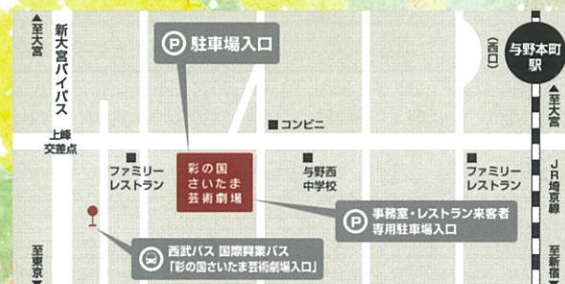 ▲至大宮
新大宮バイパス
上峰
交差点
至東京▼
P 駐車場入口
コンビニ
ファミリー
レストラン
彩の国
さいたま
芸術劇場
与野西
中学校
ファミリー
レストラン
P 事務室・レストラン来客者
専用駐車場入口
西武バス 国際興業バス
「彩の国さいたま芸術劇場入口」
(西口)
与野本町
駅
▲至大宮
JR埼京線
至新宿▼